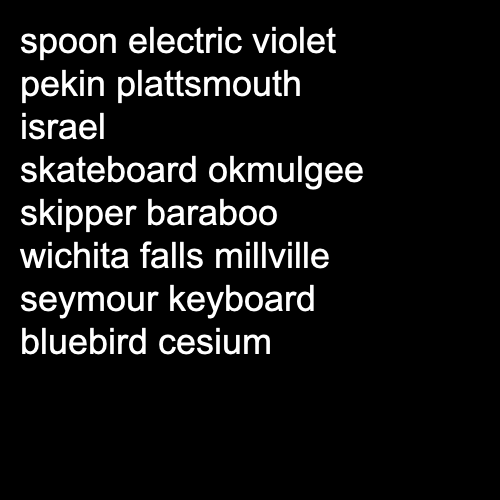 spoon electric violet
pekin plattsmouth
israel
skateboard okmulgee
skipper baraboo
wichita falls millville
seymour keyboard
bluebird cesium